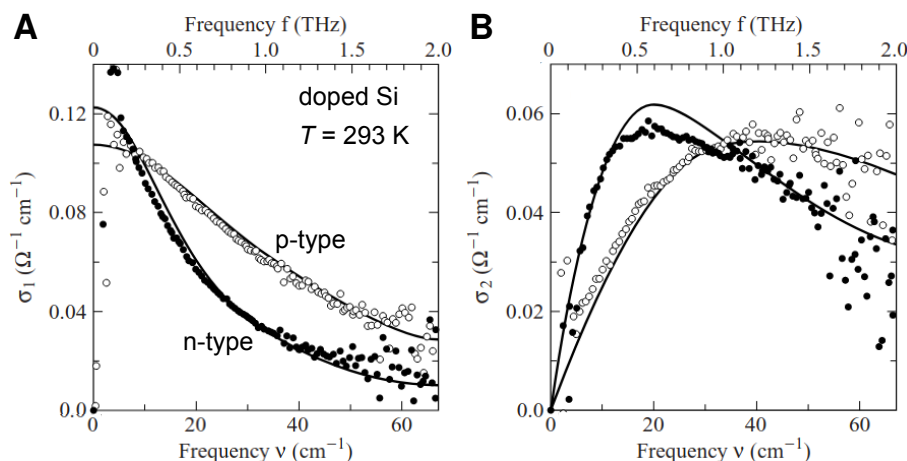 A
Frequency f (THz)
0 0.5 1.0 1.5 2.0
0.12
0.08
0.04
0.0
σ₁ (Ω⁻¹ cm⁻¹)
doped Si
T = 293 K
p-type
n-type
0 20 40 60
Frequency ν (cm⁻¹)
B
Frequency f (THz)
0 0.5 1.0 1.5 2.0
0.06
0.04
0.02
0.0
σ₂ (Ω⁻¹ cm⁻¹)
0 20 40 60
Frequency ν (cm⁻¹)